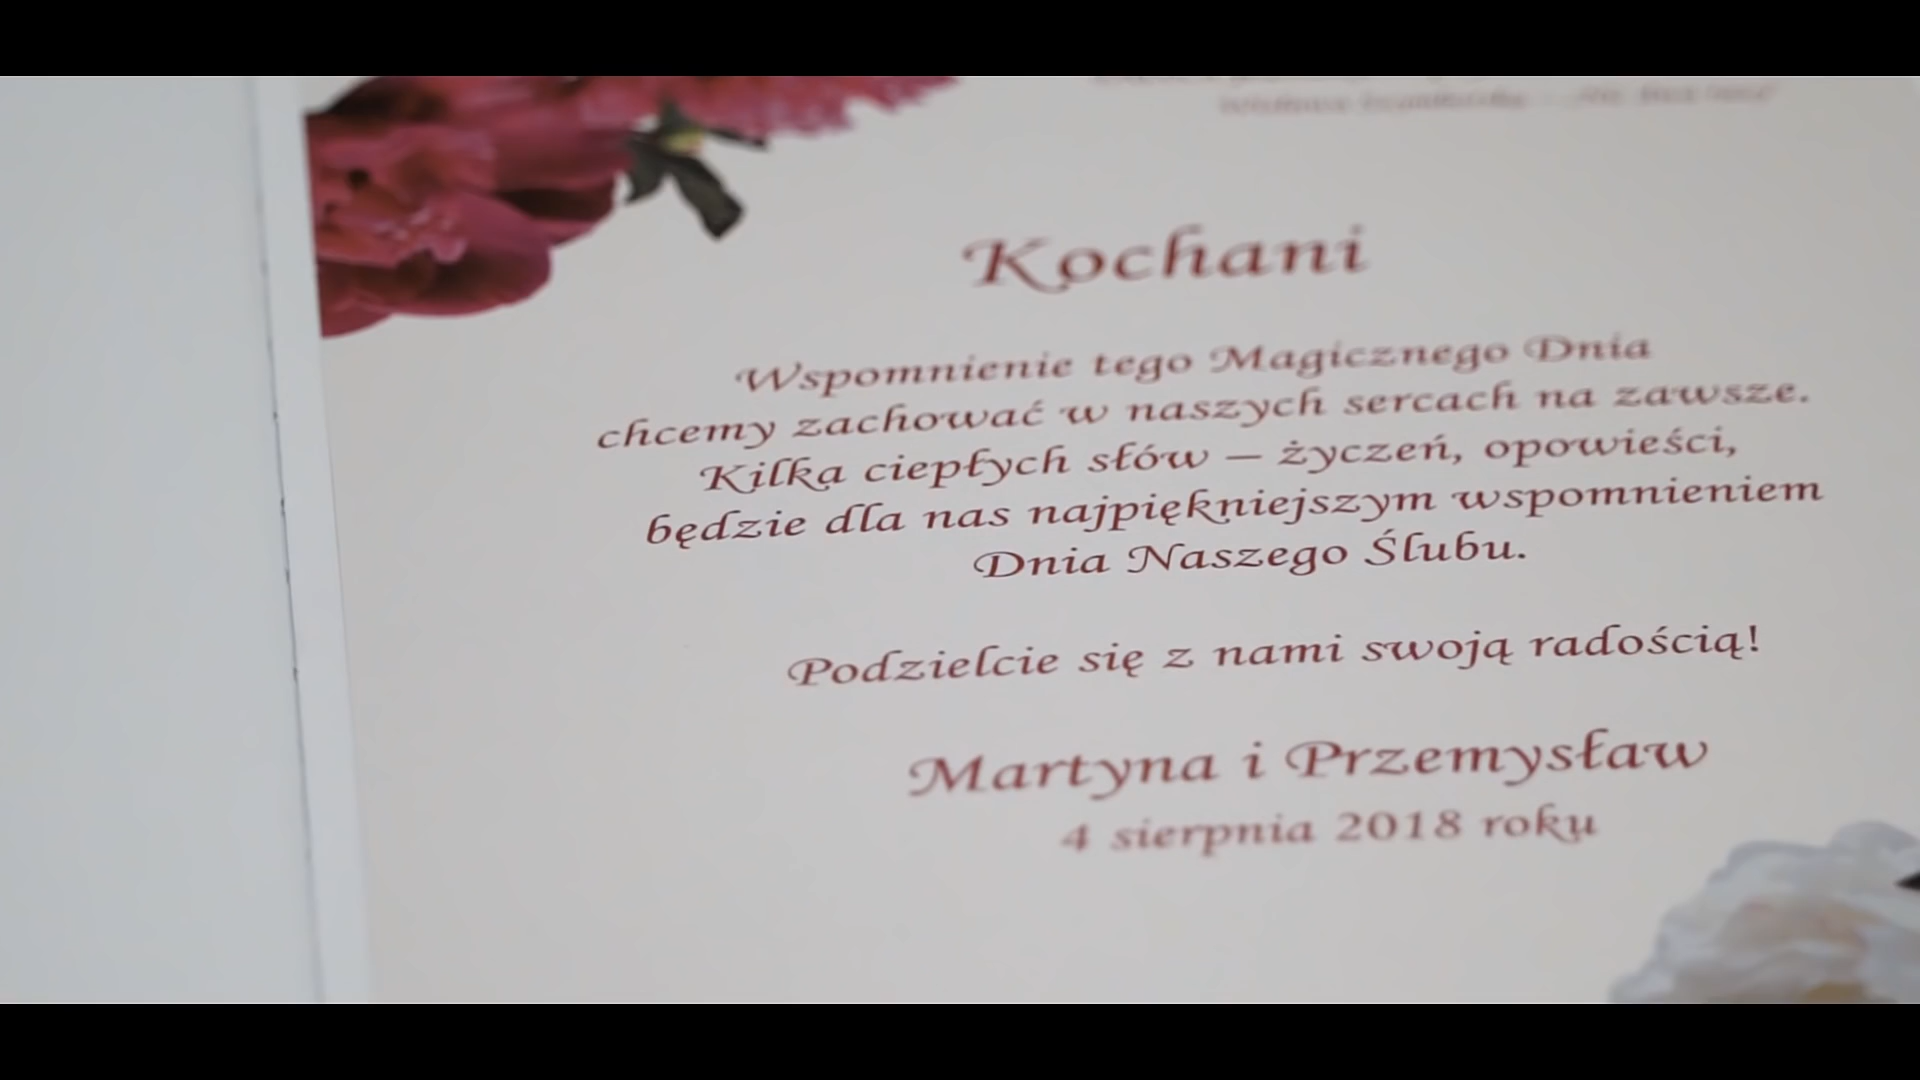 Kochani
Wspomnienie tego Magicznego Dnia
chcemy zachować w naszych sercach na zawsze.
Kilka ciepłych słów — życzeń, opowieści,
będzie dla nas najpiękniejszym wspomnieniem
Dnia Naszego Ślubu.
Podzielcie się z nami swoją radością!
Martyna i Przemysław
4 sierpnia 2018 roku